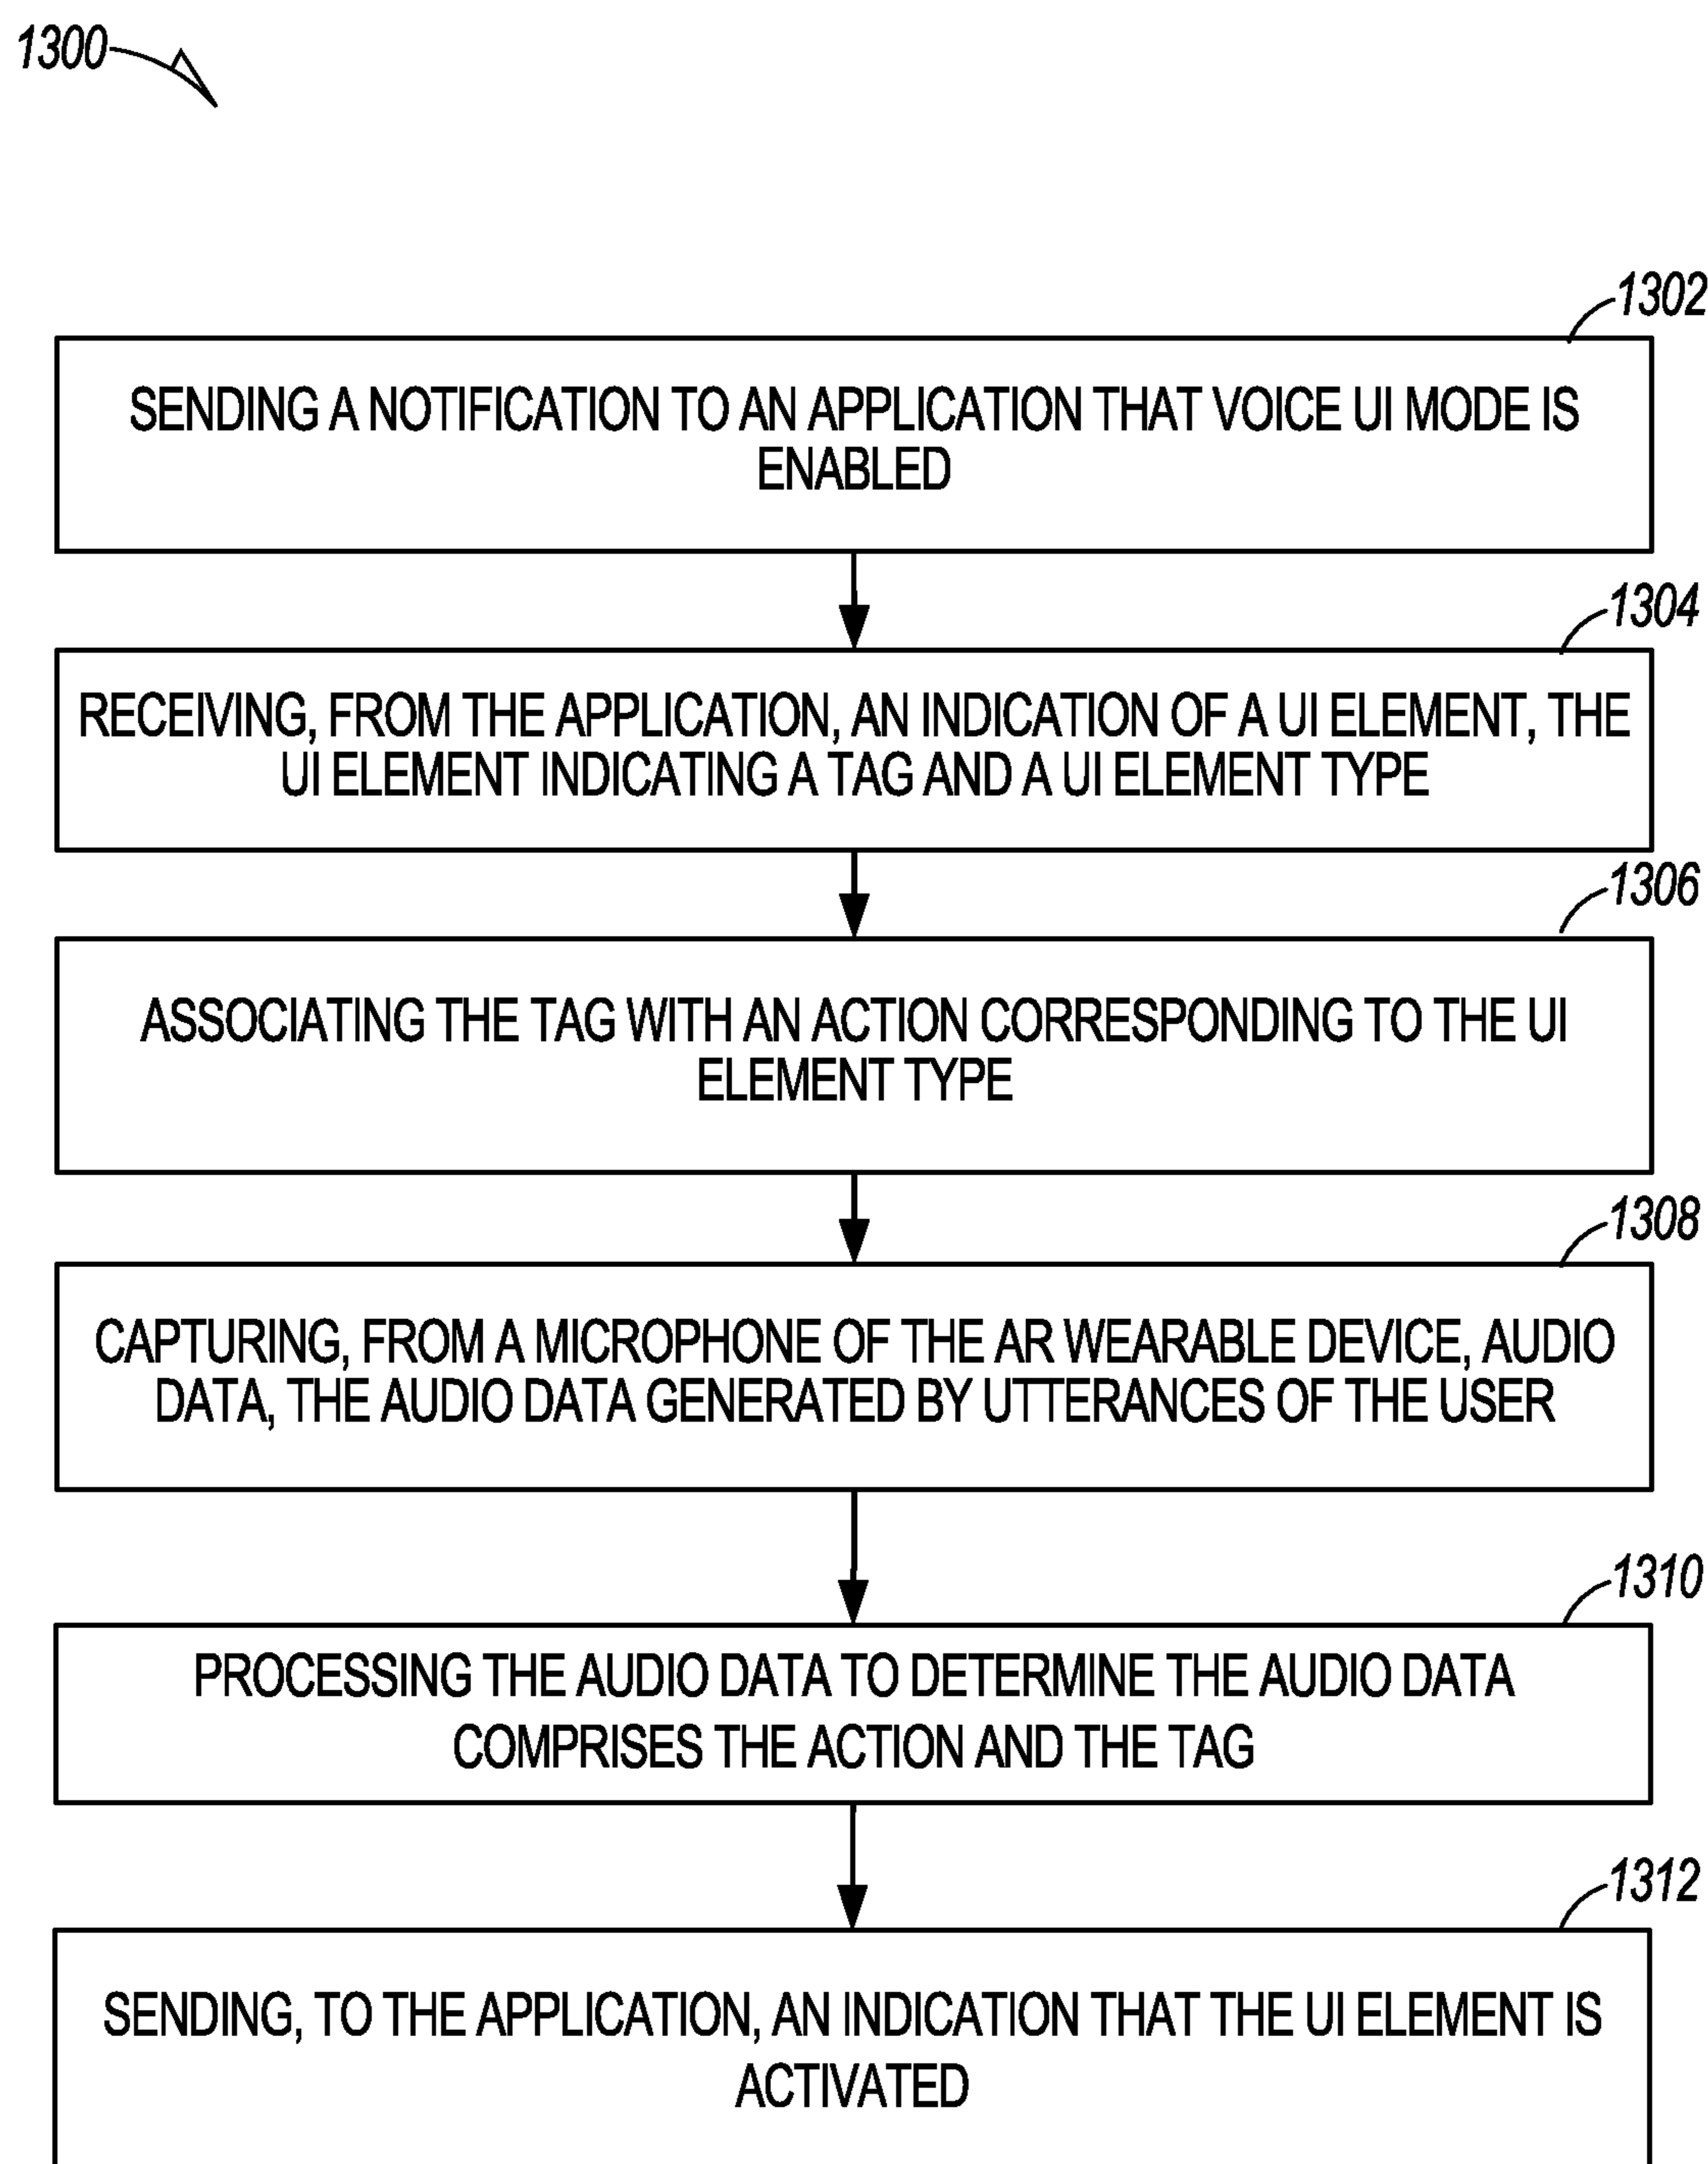 1300
1302
SENDING A NOTIFICATION TO AN APPLICATION THAT VOICE UI MODE IS
ENABLED
1304
RECEIVING, FROM THE APPLICATION, AN INDICATION OF A UI ELEMENT, THE
UI ELEMENT INDICATING A TAG AND A UI ELEMENT TYPE
1306
ASSOCIATING THE TAG WITH AN ACTION CORRESPONDING TO THE UI
ELEMENT TYPE
1308
CAPTURING, FROM A MICROPHONE OF THE AR WEARABLE DEVICE, AUDIO
DATA, THE AUDIO DATA GENERATED BY UTTERANCES OF THE USER
1310
PROCESSING THE AUDIO DATA TO DETERMINE THE AUDIO DATA
COMPRISES THE ACTION AND THE TAG
1312
SENDING, TO THE APPLICATION, AN INDICATION THAT THE UI ELEMENT IS
ACTIVATED